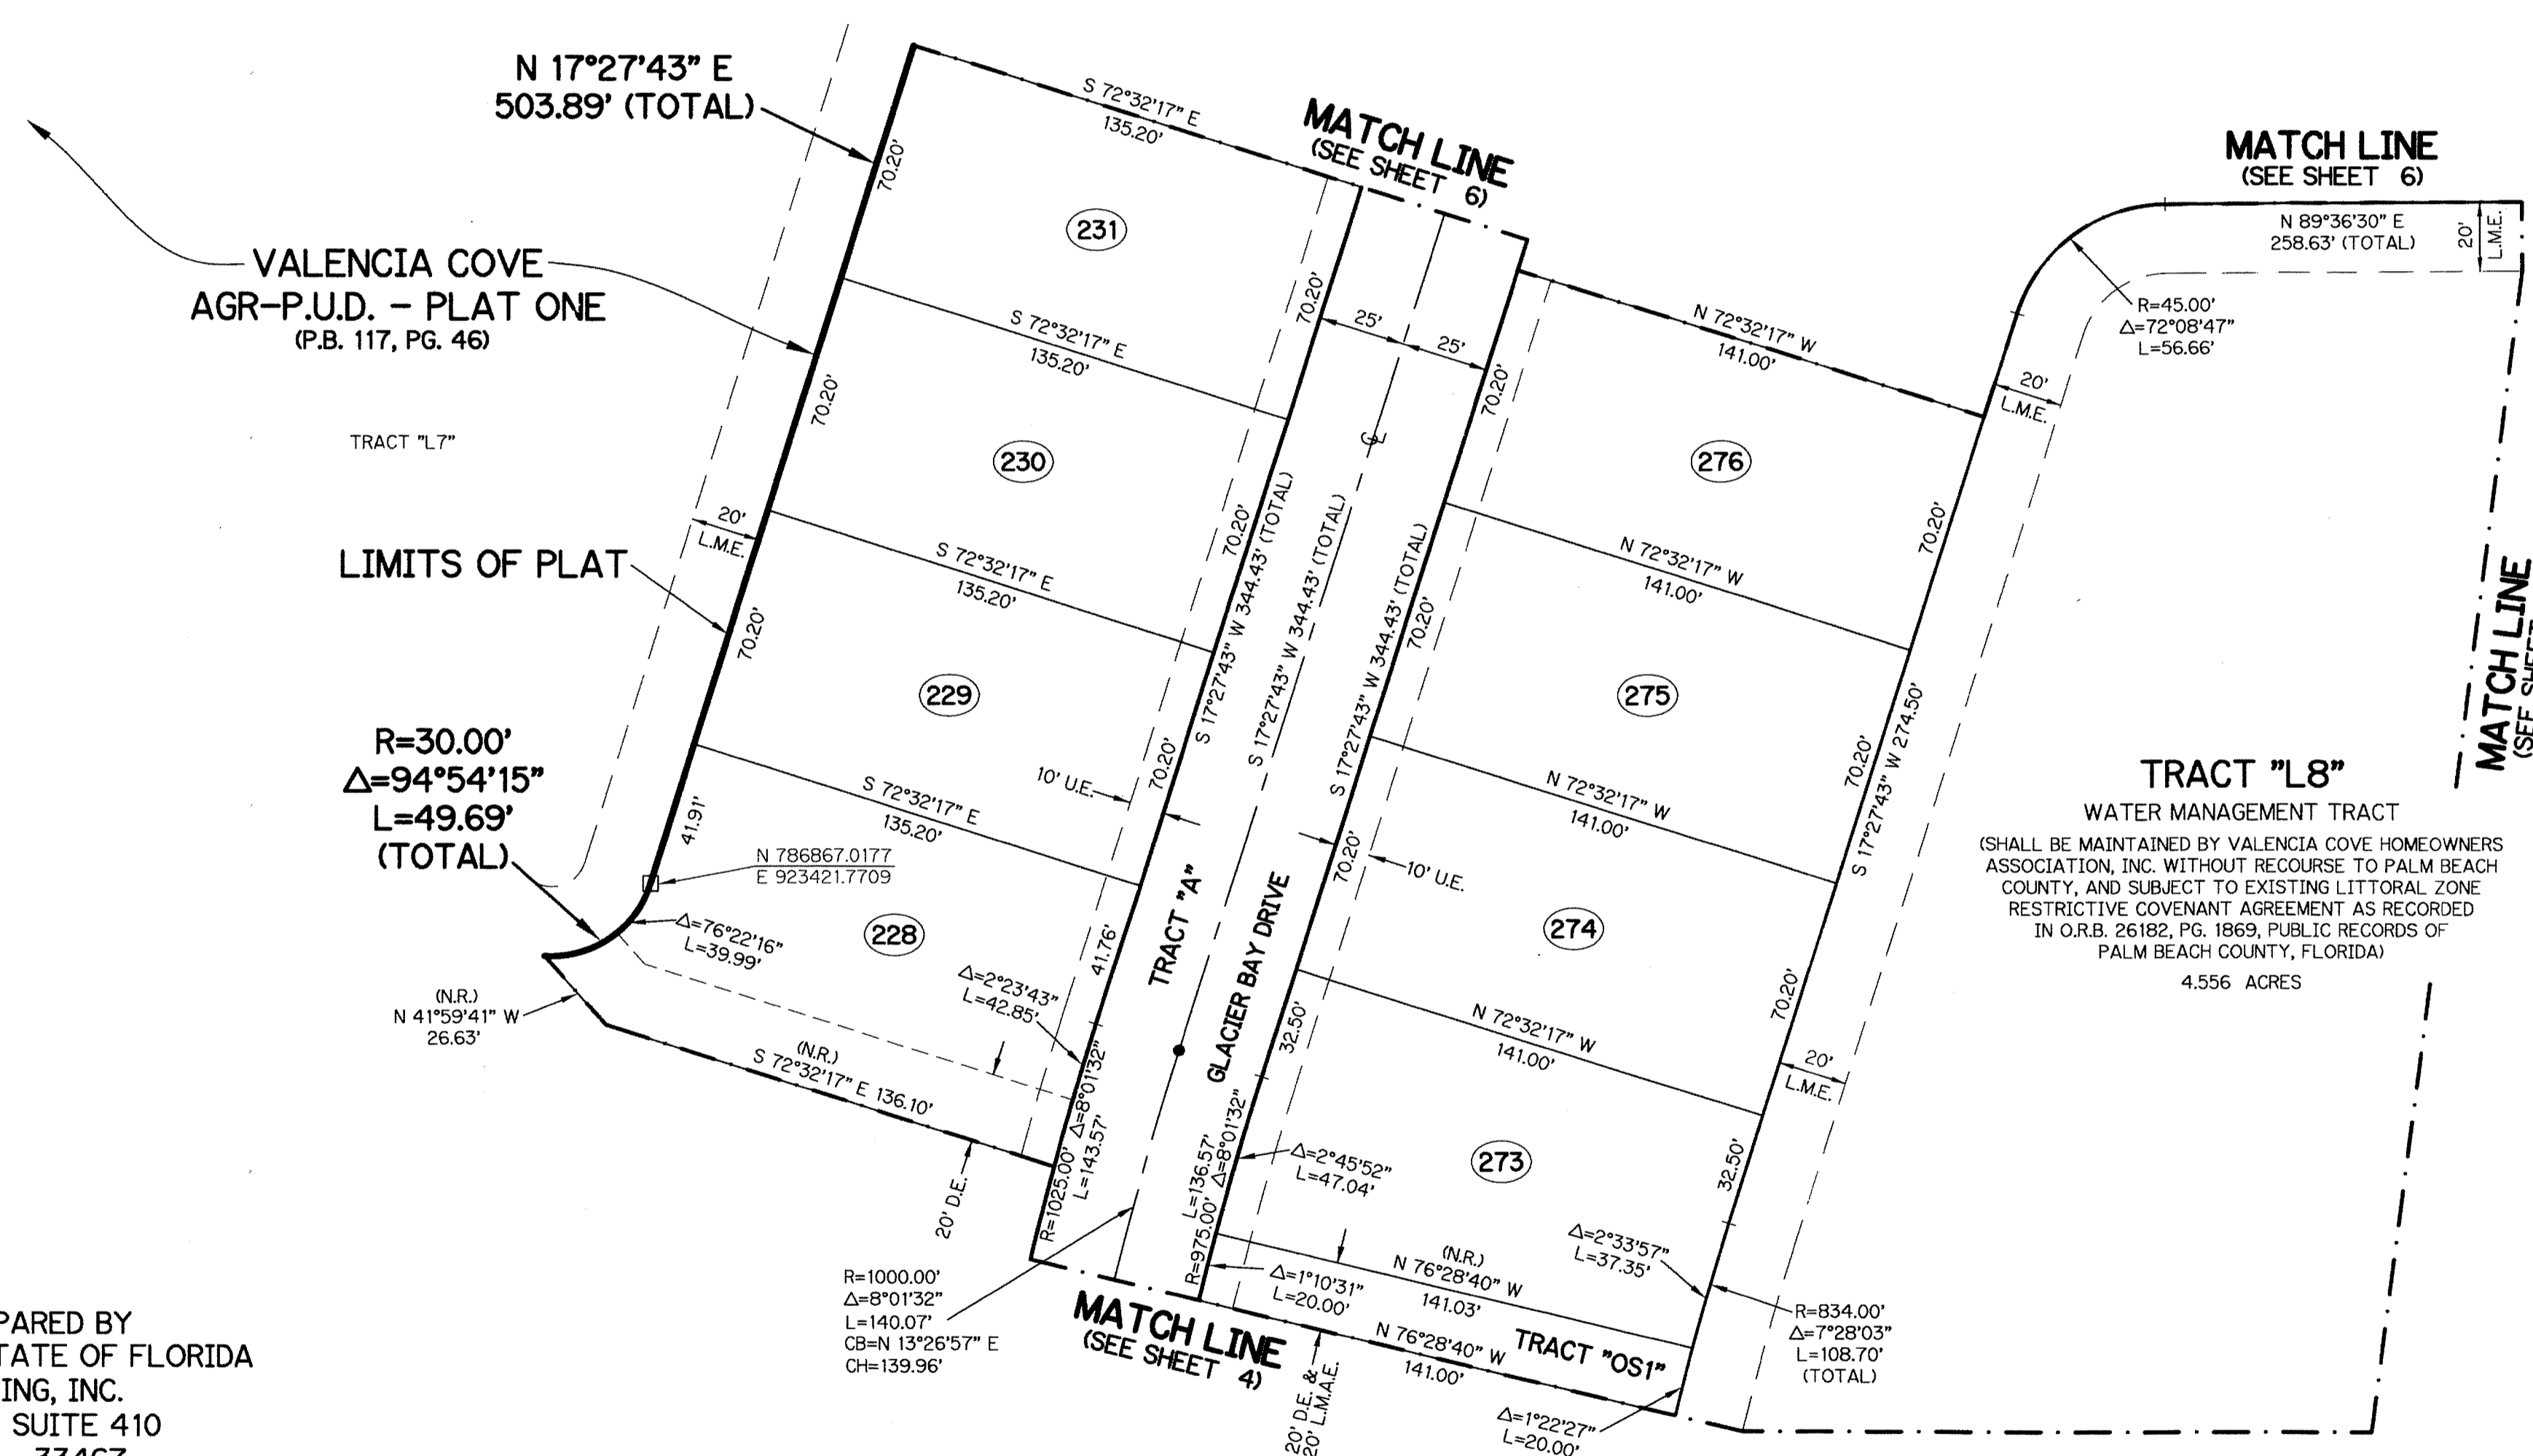 N 17°27'43" E
503.89' (TOTAL)
S 72°32'17" E
135.20'
MATCH LINE
(SEE SHEET 6)
MATCH LINE
(SEE SHEET 6)
N 89°36'30" E
258.63' (TOTAL)
20'
L.M.E.
70.20'
231
VALENCIA COVE
AGR-P.U.D. - PLAT ONE
(P.B. 117, PG. 46)
70.20'
25'
25'
R=45.00'
Δ=72°08'47"
L=56.66'
S 72°32'17" E
135.20'
N 72°32'17" W
141.00'
70.20'
70.20'
20'
L.M.E.
TRACT "L7"
℄
230
276
20'
L.M.E.
70.20'
70.20'
S 72°32'17" E
135.20'
N 72°32'17" W
141.00'
LIMITS OF PLAT
S 17°27'43" W 344.43' (TOTAL)
S 17°27'43" W 344.43' (TOTAL)
S 17°27'43" W 344.43' (TOTAL)
MATCH LINE
70.20'
70.20'
229
275
S 17°27'43" W 274.50'
70.20'
70.20'
R=30.00'
Δ=94°54'15"
L=49.69'
(TOTAL)
41.91'
10' U.E.
S 72°32'17" E
135.20'
N 72°32'17" W
141.00'
TRACT "L8"
WATER MANAGEMENT TRACT
(SHALL BE MAINTAINED BY VALENCIA COVE HOMEOWNERS
ASSOCIATION, INC. WITHOUT RECOURSE TO PALM BEACH
COUNTY, AND SUBJECT TO EXISTING LITTORAL ZONE
RESTRICTIVE COVENANT AGREEMENT AS RECORDED
IN O.R.B. 26182, PG. 1869, PUBLIC RECORDS OF
PALM BEACH COUNTY, FLORIDA)
4.556 ACRES
N 786867.0177
E 923421.7709
70.20'
10' U.E.
228
274
Δ=76°22'16"
L=39.99'
41.76'
TRACT "A"
GLACIER BAY DRIVE
70.20'
Δ=2°23'43"
L=42.85'
(N.R.)
N 41°59'41" W
26.63'
32.50'
N 72°32'17" W
141.00'
(N.R.)
S 72°32'17" E 136.10'
20'
L.M.E.
R=1025.00' Δ=8°01'32"
L=143.57'
L=136.57'
R=975.00' Δ=8°01'32"
Δ=2°45'52"
L=47.04'
273
32.50'
20' D.E.
Δ=2°33'57"
L=37.35'
R=1000.00'
Δ=8°01'32"
L=140.07'
CB=N 13°26'57" E
CH=139.96'
Δ=1°10'31"
L=20.00'
(N.R.)
N 76°28'40" W
141.03'
R=834.00'
Δ=7°28'03"
L=108.70'
(TOTAL)
MATCH LINE
(SEE SHEET 4)
N 76°28'40" W
141.00'
TRACT "OS1"
20' D.E. &
20' L.M.A.E.
Δ=1°22'27"
L=20.00'
PARED BY
TATE OF FLORIDA
ING, INC.
SUITE 410